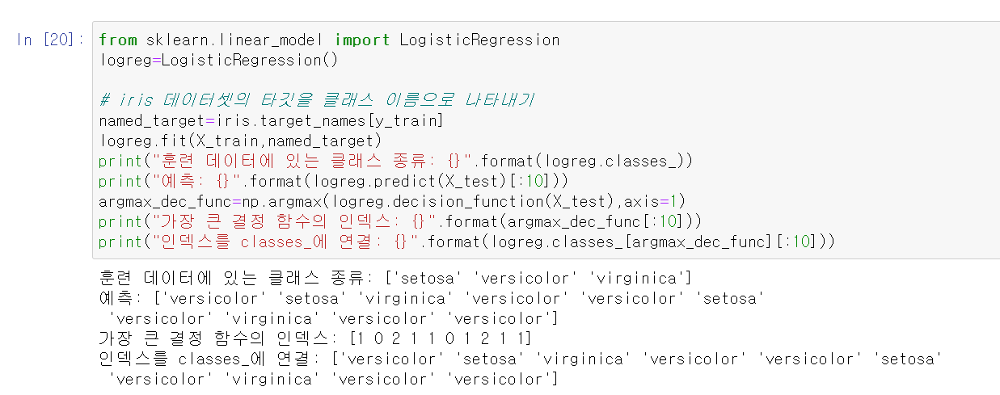 In [20]: from sklearn.linear_model import LogisticRegression
logreg=LogisticRegression()
# iris 데이터셋의 타깃을 클래스 이름으로 나타내기
named_target=iris.target_names[y_train]
logreg.fit(X_train,named_target)
print("훈련 데이터에 있는 클래스 종류: {}".format(logreg.classes_))
print("예측: {}".format(logreg.predict(X_test)[:10]))
argmax_dec_func=np.argmax(logreg.decision_function(X_test),axis=1)
print("가장 큰 결정 함수의 인덱스: {}".format(argmax_dec_func[:10]))
print("인덱스를 classes_에 연결: {}".format(logreg.classes_[argmax_dec_func][:10]))
훈련 데이터에 있는 클래스 종류: ['setosa' 'versicolor' 'virginica']
예측: ['versicolor' 'setosa' 'virginica' 'versicolor' 'versicolor' 'setosa'
'versicolor' 'virginica' 'versicolor' 'versicolor']
가장 큰 결정 함수의 인덱스: [1 0 2 1 1 0 1 2 1 1]
인덱스를 classes_에 연결: ['versicolor' 'setosa' 'virginica' 'versicolor' 'versicolor' 'setosa'
'versicolor' 'virginica' 'versicolor' 'versicolor']